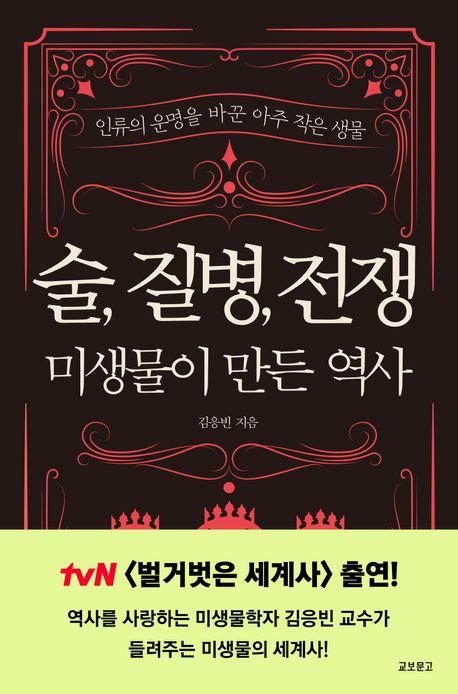 인류의 운명을 바꾼 아주 작은 생물
술, 질병, 전쟁
미생물이 만든 역사
김응빈 지음
tvN 〈벌거벗은 세계사〉 출연!
역사를 사랑하는 미생물학자 김응빈 교수가
들려주는 미생물의 세계사!
교보문고